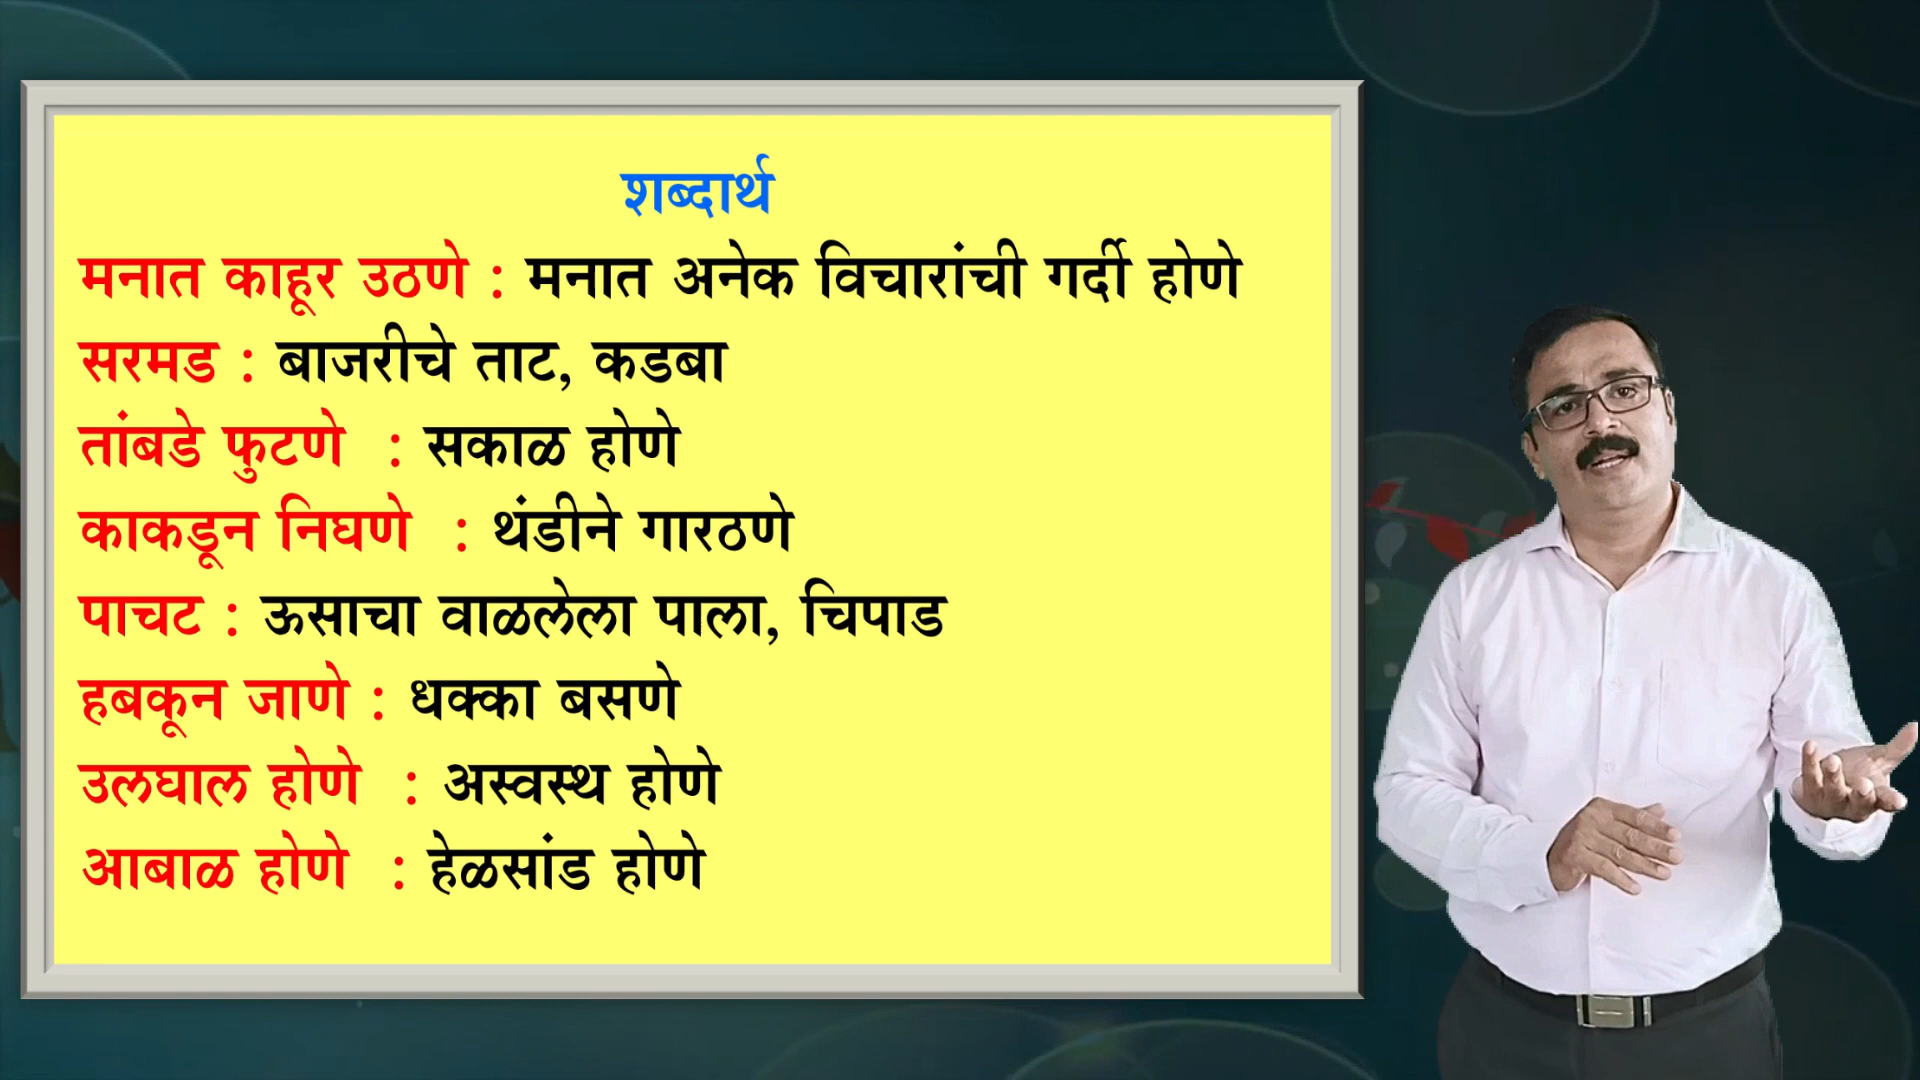 शब्दार्थ
मनात काहूर उठणे : मनात अनेक विचारांची गर्दी होणे
सरमड : बाजरीचे ताट, कडबा
तांबडे फुटणे : सकाळ होणे
काकडून निघणे : थंडीने गारठणे
पाचट : ऊसाचा वाळलेला पाला, चिपाड
हबकून जाणे : धक्का बसणे
उलघाल होणे : अस्वस्थ होणे
आबाळ होणे : हेळसांड होणे